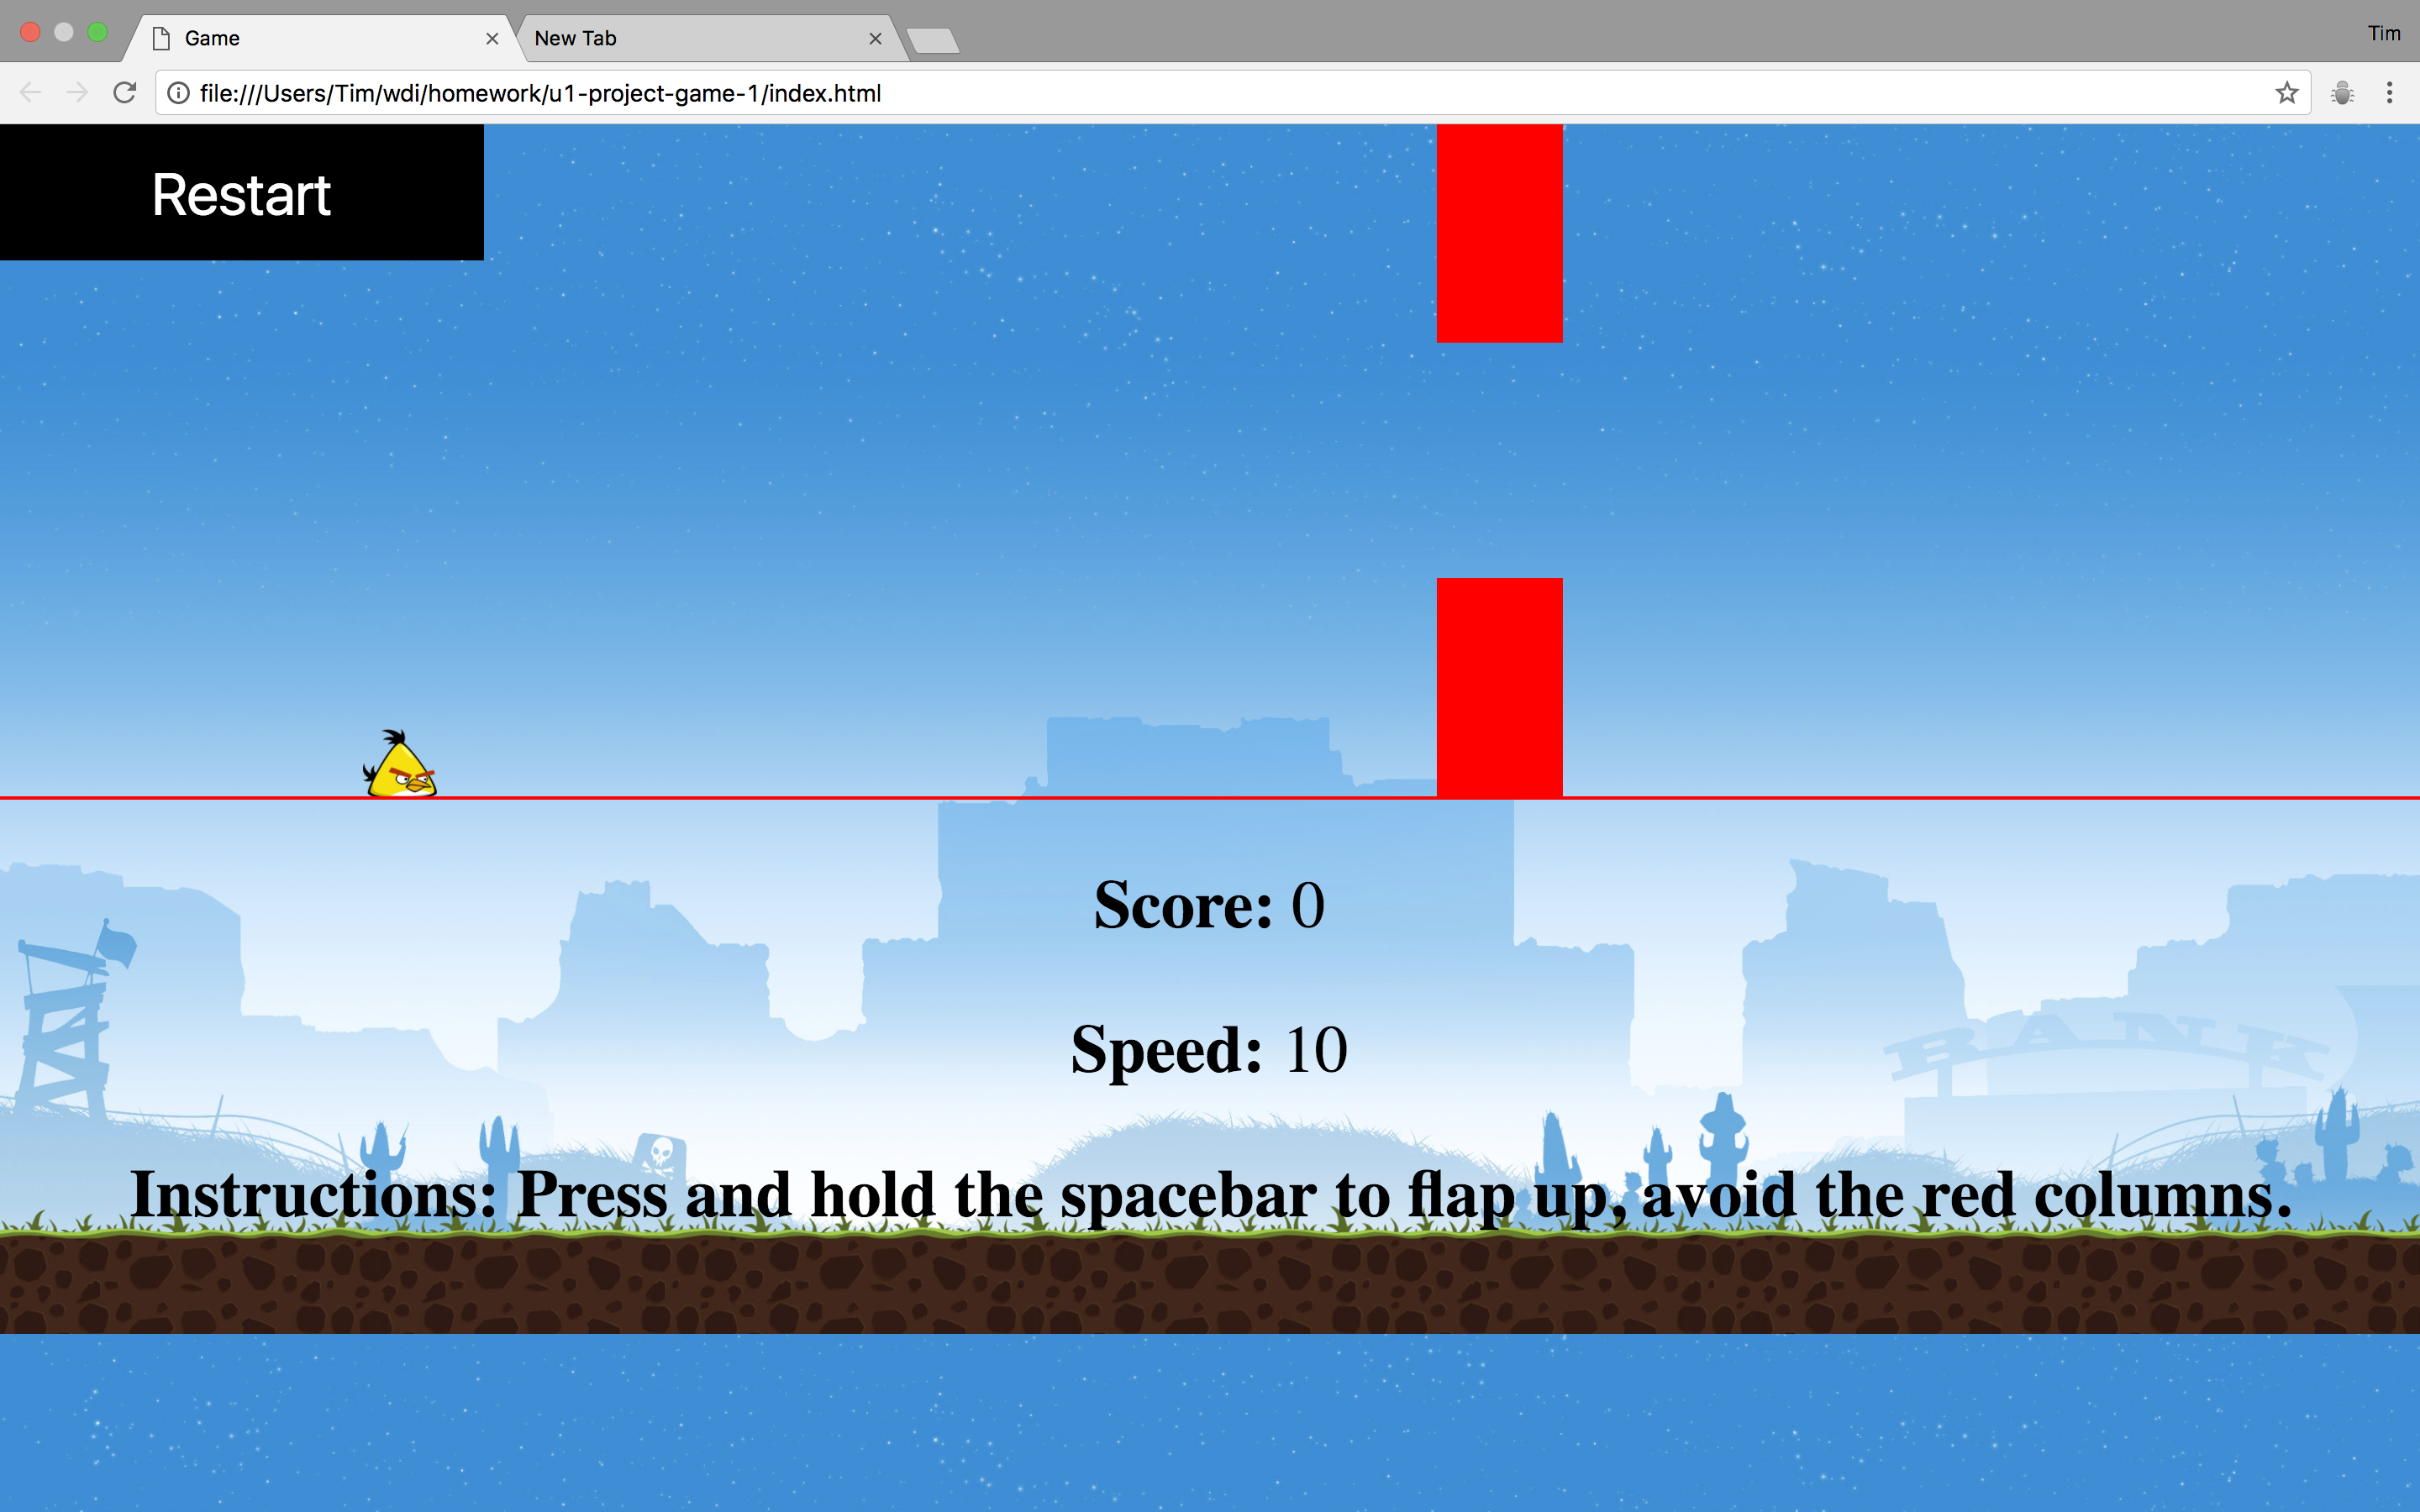 Game
New Tab
Tim
file:///Users/Tim/wdi/homework/u1-project-game-1/index.html
Restart
Score: 0
BANK
Speed: 10
Instructions: Press and hold the spacebar to flap up, avoid the red columns.